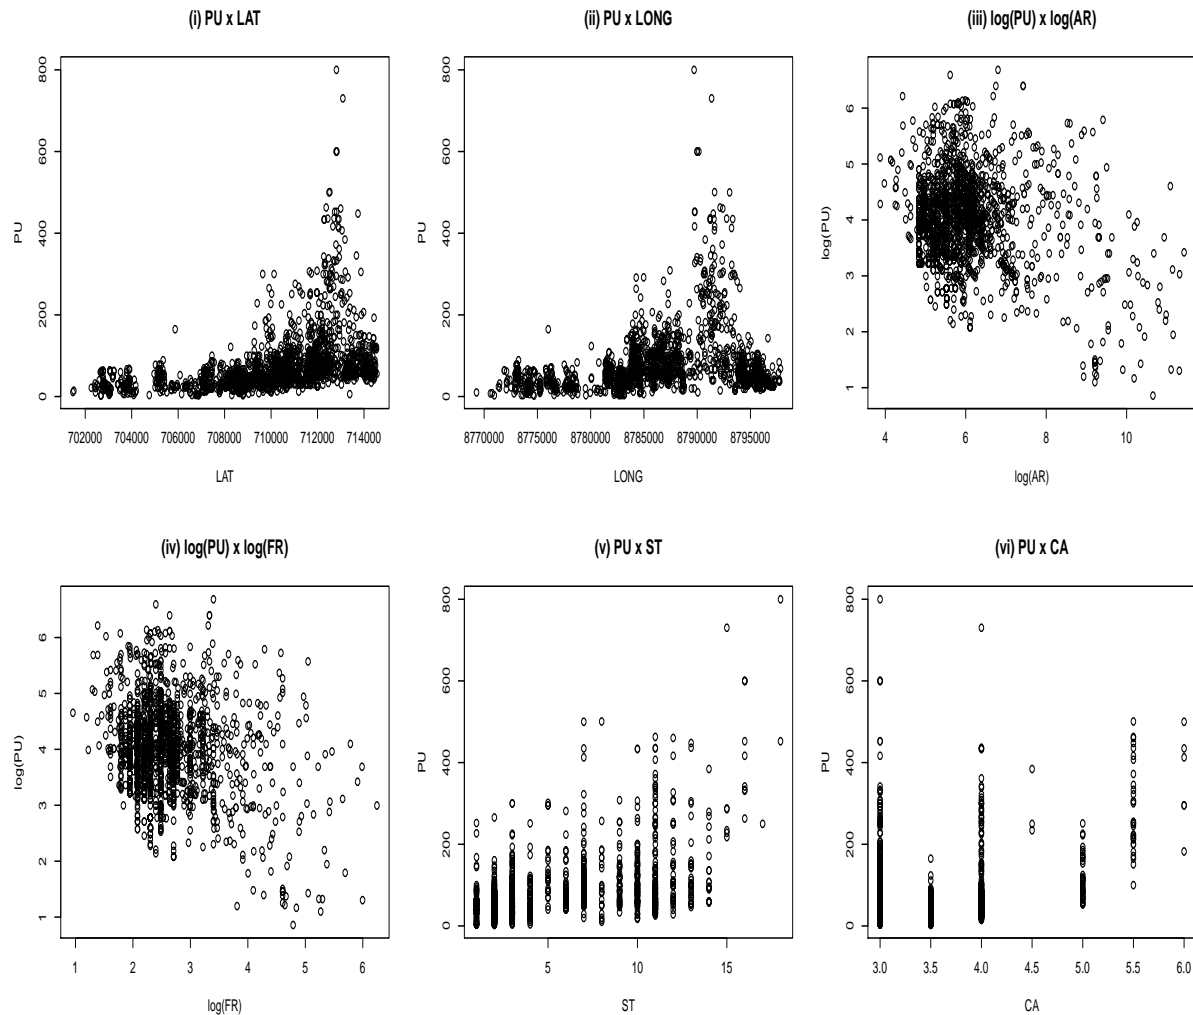 (i) PU x LAT
PU
0 200 400 600 800
702000 704000 706000 708000 710000 712000 714000
LAT
(ii) PU x LONG
PU
0 200 400 600 800
8770000 8775000 8780000 8785000 8790000 8795000
LONG
(iii) log(PU) x log(AR)
log(PU)
1 2 3 4 5 6
4 6 8 10
log(AR)
(iv) log(PU) x log(FR)
log(PU)
1 2 3 4 5 6
1 2 3 4 5 6
log(FR)
(v) PU x ST
PU
0 200 400 600 800
5 10 15
ST
(vi) PU x CA
PU
0 200 400 600 800
3.0 3.5 4.0 4.5 5.0 5.5 6.0
CA